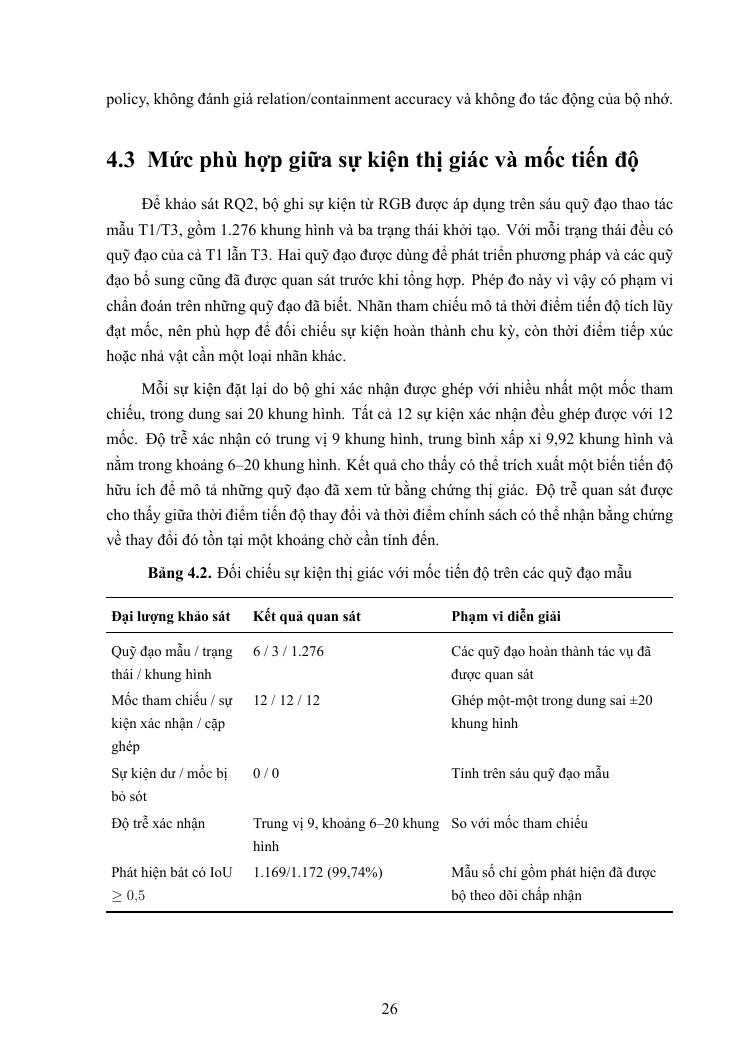 policy, không đánh giá relation/containment accuracy và không đo tác động của bộ nhớ.
4.3 Mức phù hợp giữa sự kiện thị giác và mốc tiến độ
Để khảo sát RQ2, bộ ghi sự kiện từ RGB được áp dụng trên sáu quỹ đạo thao tác
mẫu T1/T3, gồm 1.276 khung hình và ba trạng thái khởi tạo. Với mỗi trạng thái đều có
quỹ đạo của cả T1 lẫn T3. Hai quỹ đạo được dùng để phát triển phương pháp và các quỹ
đạo bổ sung cũng đã được quan sát trước khi tổng hợp. Phép đo này vì vậy có phạm vi
chẩn đoán trên những quỹ đạo đã biết. Nhãn tham chiếu mô tả thời điểm tiến độ tích lũy
đạt mốc, nên phù hợp để đối chiếu sự kiện hoàn thành chu kỳ, còn thời điểm tiếp xúc
hoặc nhả vật cần một loại nhãn khác.
Mỗi sự kiện đặt lại do bộ ghi xác nhận được ghép với nhiều nhất một mốc tham
chiếu, trong dung sai 20 khung hình. Tất cả 12 sự kiện xác nhận đều ghép được với 12
mốc. Độ trễ xác nhận có trung vị 9 khung hình, trung bình xấp xỉ 9,92 khung hình và
nằm trong khoảng 6–20 khung hình. Kết quả cho thấy có thể trích xuất một biến tiến độ
hữu ích để mô tả những quỹ đạo đã xem từ bằng chứng thị giác. Độ trễ quan sát được
cho thấy giữa thời điểm tiến độ thay đổi và thời điểm chính sách có thể nhận bằng chứng
về thay đổi đó tồn tại một khoảng chờ cần tính đến.
Bảng 4.2. Đối chiếu sự kiện thị giác với mốc tiến độ trên các quỹ đạo mẫu
Đại lượng khảo sát Kết quả quan sát Phạm vi diễn giải
Quỹ đạo mẫu / trạng 6 / 3 / 1.276 Các quỹ đạo hoàn thành tác vụ đã
thái / khung hình được quan sát
Mốc tham chiếu / sự 12 / 12 / 12 Ghép một-một trong dung sai ±20
kiện xác nhận / cặp khung hình
ghép
Sự kiện dư / mốc bị 0 / 0 Tính trên sáu quỹ đạo mẫu
bỏ sót
Độ trễ xác nhận Trung vị 9, khoảng 6–20 khung So với mốc tham chiếu
hình
Phát hiện bát có IoU 1.169/1.172 (99,74%) Mẫu số chỉ gồm phát hiện đã được
≥ 0,5 bộ theo dõi chấp nhận
26